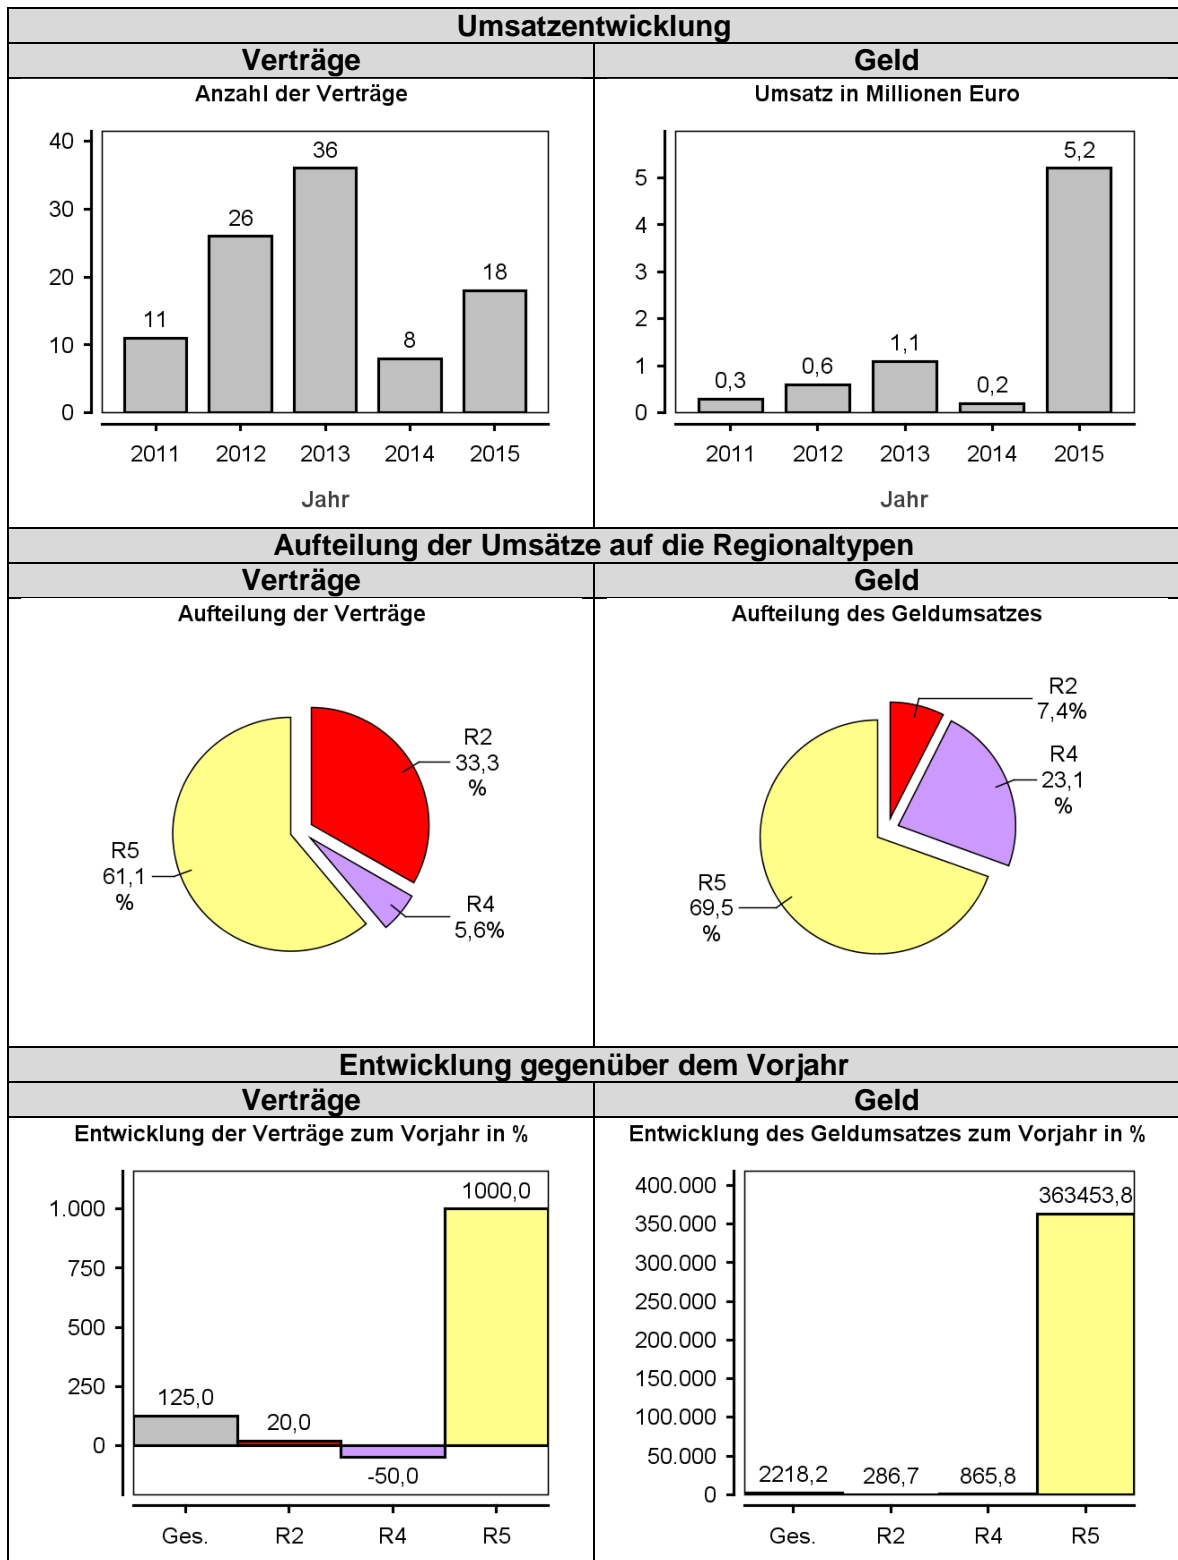 Umsatzentwicklung
Verträge
Geld
Anzahl der Verträge
40
30
20
10
0
11
26
36
8
18
2011 2012 2013 2014 2015
Jahr
Umsatz in Millionen Euro
5
4
3
2
1
0
0,3
0,6
1,1
0,2
5,2
2011 2012 2013 2014 2015
Jahr
Aufteilung der Umsätze auf die Regionaltypen
Verträge
Geld
Aufteilung der Verträge
R2
33,3
%
R4
5,6%
R5
61,1
%
Aufteilung des Geldumsatzes
R2
7,4%
R4
23,1
%
R5
69,5
%
Entwicklung gegenüber dem Vorjahr
Verträge
Geld
Entwicklung der Verträge zum Vorjahr in %
1.000
750
500
250
0
125,0
20,0
-50,0
1000,0
Ges. R2 R4 R5
Entwicklung des Geldumsatzes zum Vorjahr in %
400.000
350.000
300.000
250.000
200.000
150.000
100.000
50.000
0
2218,2
286,7
865,8
363453,8
Ges. R2 R4 R5